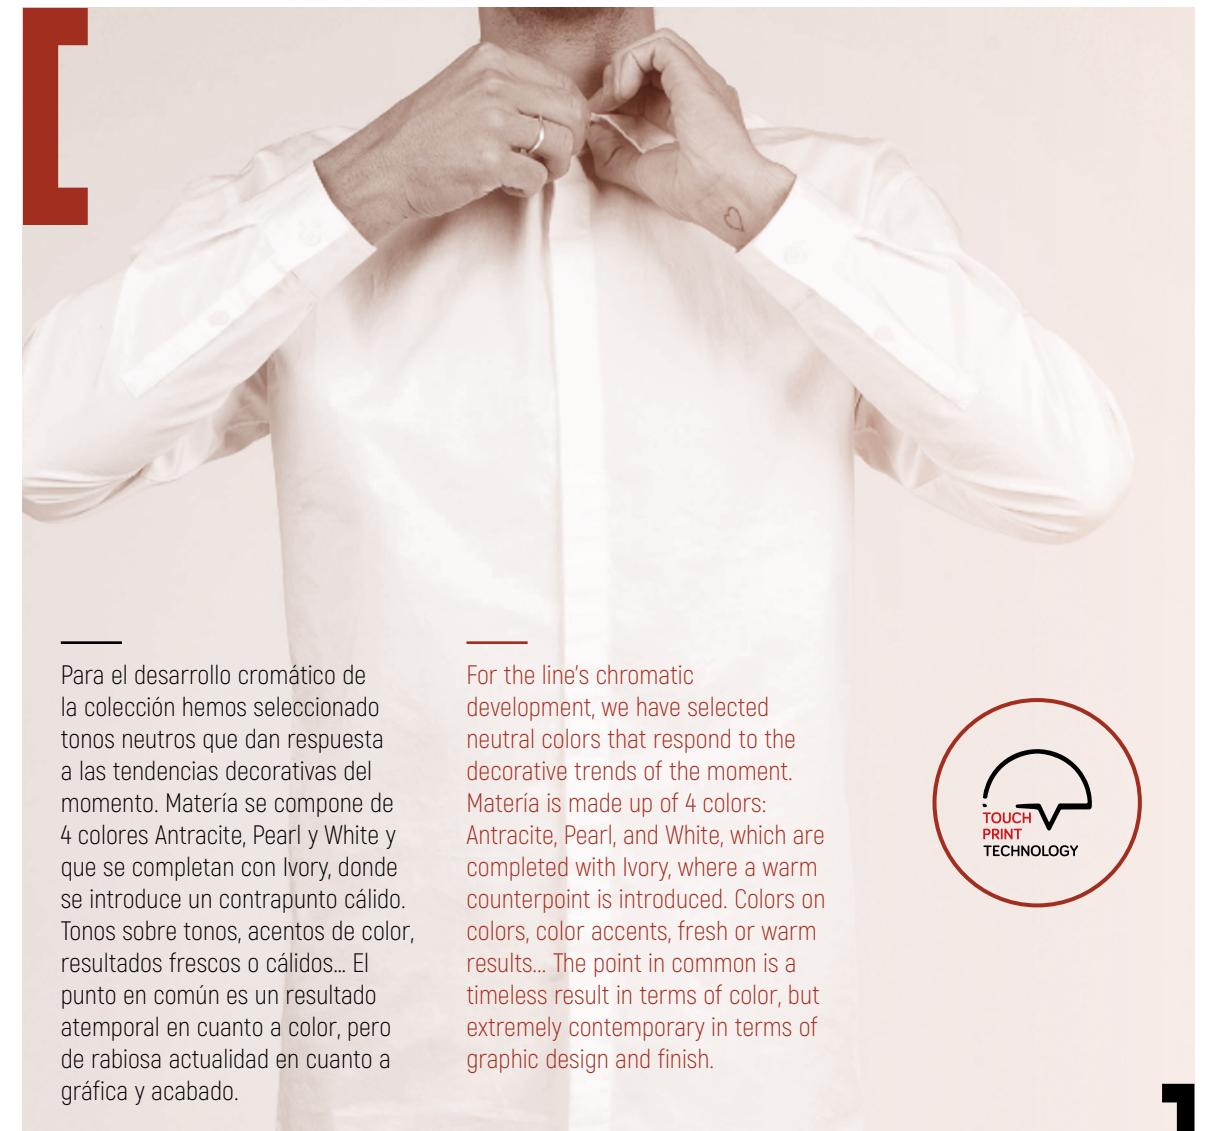 Para el desarrollo cromático de
la colección hemos seleccionado
tonos neutros que dan respuesta
a las tendencias decorativas del
momento. Matería se compone de
4 colores Antracite, Pearl y White y
que se completan con Ivory, donde
se introduce un contrapunto cálido.
Tonos sobre tonos, acentos de color,
resultados frescos o cálidos... El
punto en común es un resultado
atemporal en cuanto a color, pero
de rabiosa actualidad en cuanto a
gráfica y acabado.
For the line's chromatic
development, we have selected
neutral colors that respond to the
decorative trends of the moment.
Matería is made up of 4 colors:
Antracite, Pearl, and White, which are
completed with Ivory, where a warm
counterpoint is introduced. Colors on
colors, color accents, fresh or warm
results... The point in common is a
timeless result in terms of color, but
extremely contemporary in terms of
graphic design and finish.
TOUCH
PRINT
TECHNOLOGY